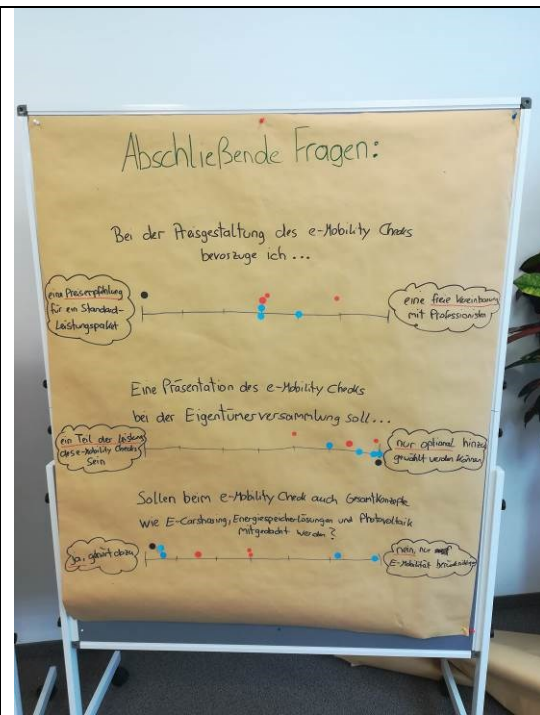 Abschließende Fragen:
Bei der Preisgestaltung des e-Mobility Checks
bevorzuge ich ...
eine Preisempfehlung
für ein Standard-
Leistungspaket
eine freie Vereinbarung
mit Professionisten
Eine Präsentation des e-Mobility Checks
bei der Eigentümerversammlung soll...
ein Teil der Leistung
des e-Mobility Checks
Sein
nur optional hinzu
gewählt werden können
Sollen beim e-Mobility Check auch Gesamtkonzepte
wie E-Carsharing, Energiespeicherlösungen und Photovoltaik
mitgedacht werden?
Ja, gehört dazu
nein, nur
E-Mobilität